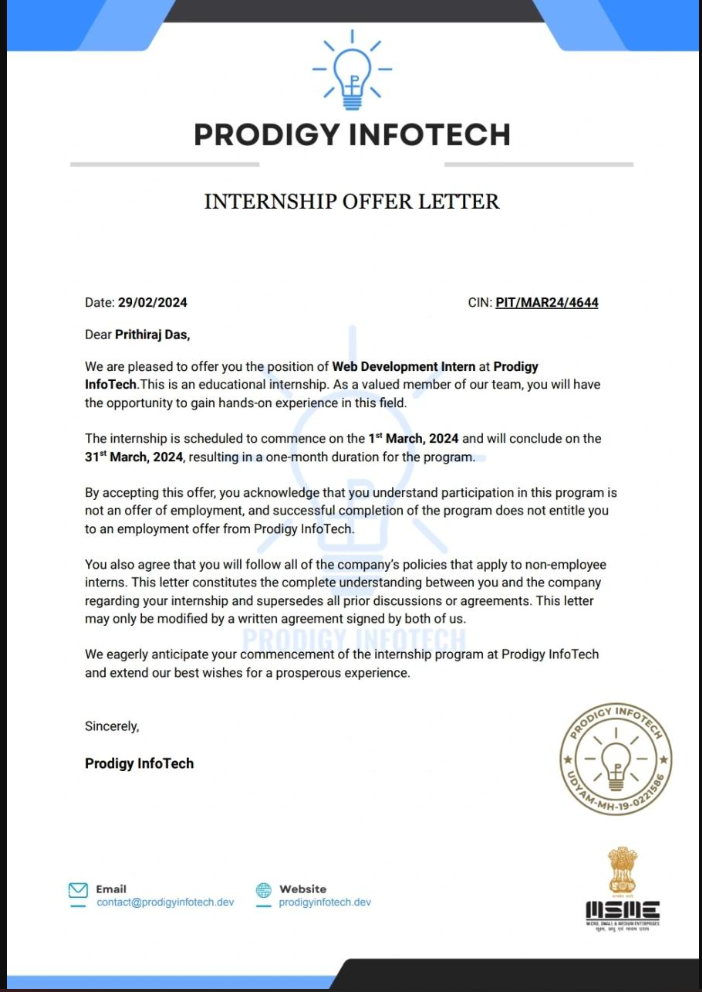 PRODIGY INFOTECH
INTERNSHIP OFFER LETTER
Date: 29/02/2024
CIN: PIT/MAR24/4644
Dear Prithiraj Das,
We are pleased to offer you the position of Web Development Intern at Prodigy
InfoTech.This is an educational internship. As a valued member of our team, you will have
the opportunity to gain hands-on experience in this field.
The internship is scheduled to commence on the 1st March, 2024 and will conclude on the
31st March, 2024, resulting in a one-month duration for the program.
By accepting this offer, you acknowledge that you understand participation in this program is
not an offer of employment, and successful completion of the program does not entitle you
to an employment offer from Prodigy InfoTech.
You also agree that you will follow all of the company's policies that apply to non-employee
interns. This letter constitutes the complete understanding between you and the company
regarding your internship and supersedes all prior discussions or agreements. This letter
may only be modified by a written agreement signed by both of us.
PRODIGY INFOTECH
We eagerly anticipate your commencement of the internship program at Prodigy InfoTech
and extend our best wishes for a prosperous experience.
Sincerely,
Prodigy InfoTech
PRODIGY INFOTECH
UDYAM-MH-19-0221586
Email
contact@prodigyinfotech.dev
Website
prodigyinfotech.dev
MSME
MICRO, SMALL & MEDIUM ENTERPRISES
सूक्ष्म, लघु एवं मध्यम उद्यम